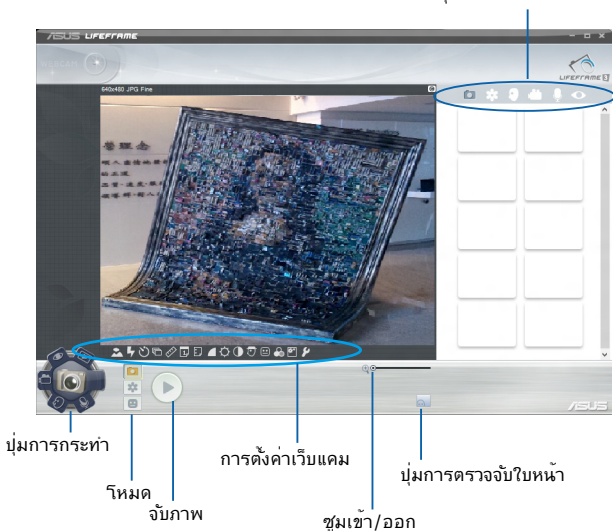 ASUS LIFEFRAME
WEBCAM
LIFEFRAME3
640x480 JPG Fine
ASUS
ปุ่มการกระทำ
การตั้งค่าเว็บแคม
ปุ่มการตรวจจับใบหน้า
โหมด
จับภาพ
ซูมเข้า/ออก